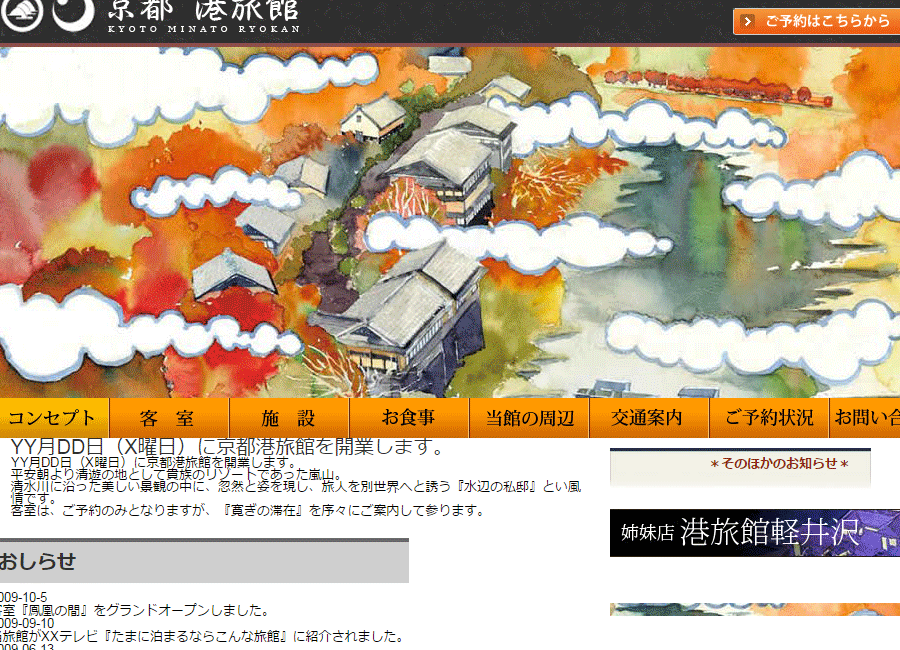 京都 港旅館
KYOTO MINATO RYOKAN
ご予約はこちらから
コンセプト
客 室
施 設
お食事
当館の周辺
交通案内
ご予約状況
お問い合
YY月DD日（X曜日）に京都港旅館を開業します。
YY月DD日（X曜日）に京都港旅館を開業します。
平安朝より清遊の地として貴族のリゾートであった嵐山。
清水川に沿った美しい景観の中に、忽然と姿を現し、旅人を別世界へと誘う『水辺の私邸』とい風
情です。
客室は、ご予約のみとなりますが、『寛ぎの滞在』を序々にご案内して参ります。
＊そのほかのお知らせ＊
姉妹店 港旅館軽井沢
おしらせ
009-10-5
客室『鳳凰の間』をグランドオープンしました。
009-09-10
当旅館がXXテレビ『たまに泊まるならこんな旅館』に紹介されました。
009-06-13